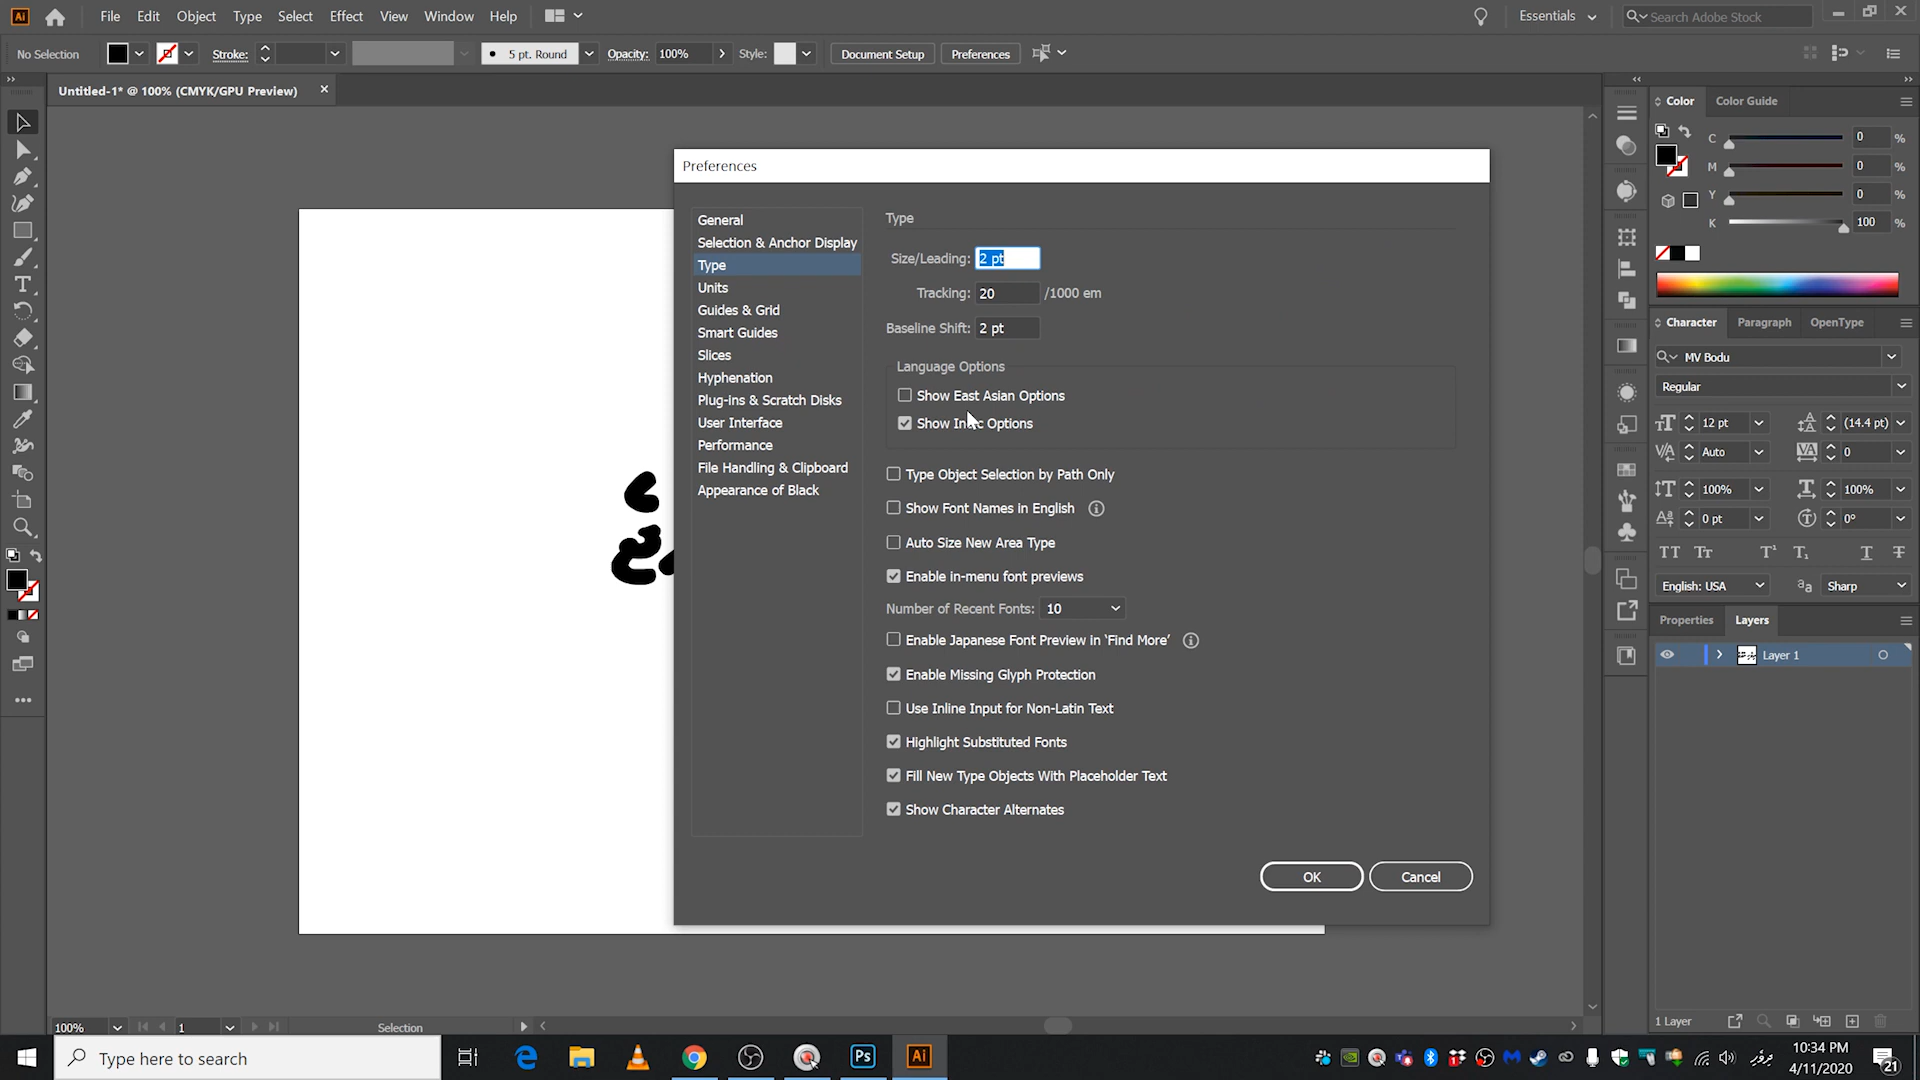 File Edit Object Type Select Effect View Window Help
Essentials
Search Adobe Stock
No Selection
Stroke:
5 pt. Round
Opacity: 100%
Style:
Document Setup
Preferences
Untitled-1* @ 100% (CMYK/GPU Preview)
Preferences
General
Selection & Anchor Display
Type
Units
Guides & Grid
Smart Guides
Slices
Hyphenation
Plug-ins & Scratch Disks
User Interface
Performance
File Handling & Clipboard
Appearance of Black
Type
Size/Leading: 2 pt
Tracking: 20 /1000 em
Baseline Shift: 2 pt
Language Options
Show East Asian Options
Show Indic Options
Type Object Selection by Path Only
Show Font Names in English
Auto Size New Area Type
Enable in-menu font previews
Number of Recent Fonts: 10
Enable Japanese Font Preview in 'Find More'
Enable Missing Glyph Protection
Use Inline Input for Non-Latin Text
Highlight Substituted Fonts
Fill New Type Objects With Placeholder Text
Show Character Alternates
OK
Cancel
Color
Color Guide
C 0 %
M 0 %
Y 0 %
K 100 %
Character
Paragraph
OpenType
MV Bodu
Regular
12 pt
(14.4 pt)
Auto
0
100%
100%
0 pt
0°
English: USA
Sharp
Properties
Layers
Layer 1
1 Layer
100%
1
Selection
Type here to search
10:34 PM
4/11/2020
21